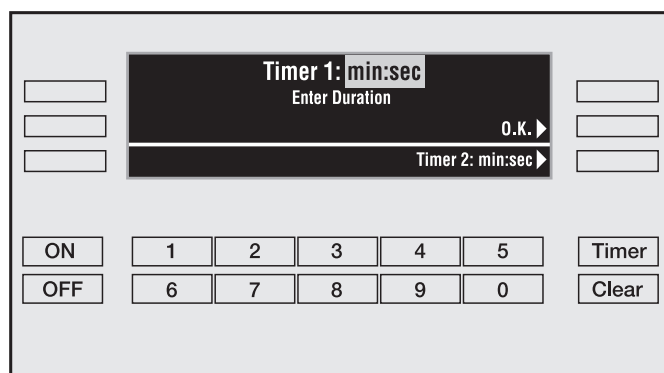 Timer 1: min:sec
Enter Duration
O.K.
Timer 2: min:sec
ON 1 2 3 4 5 Timer
OFF 6 7 8 9 0 Clear